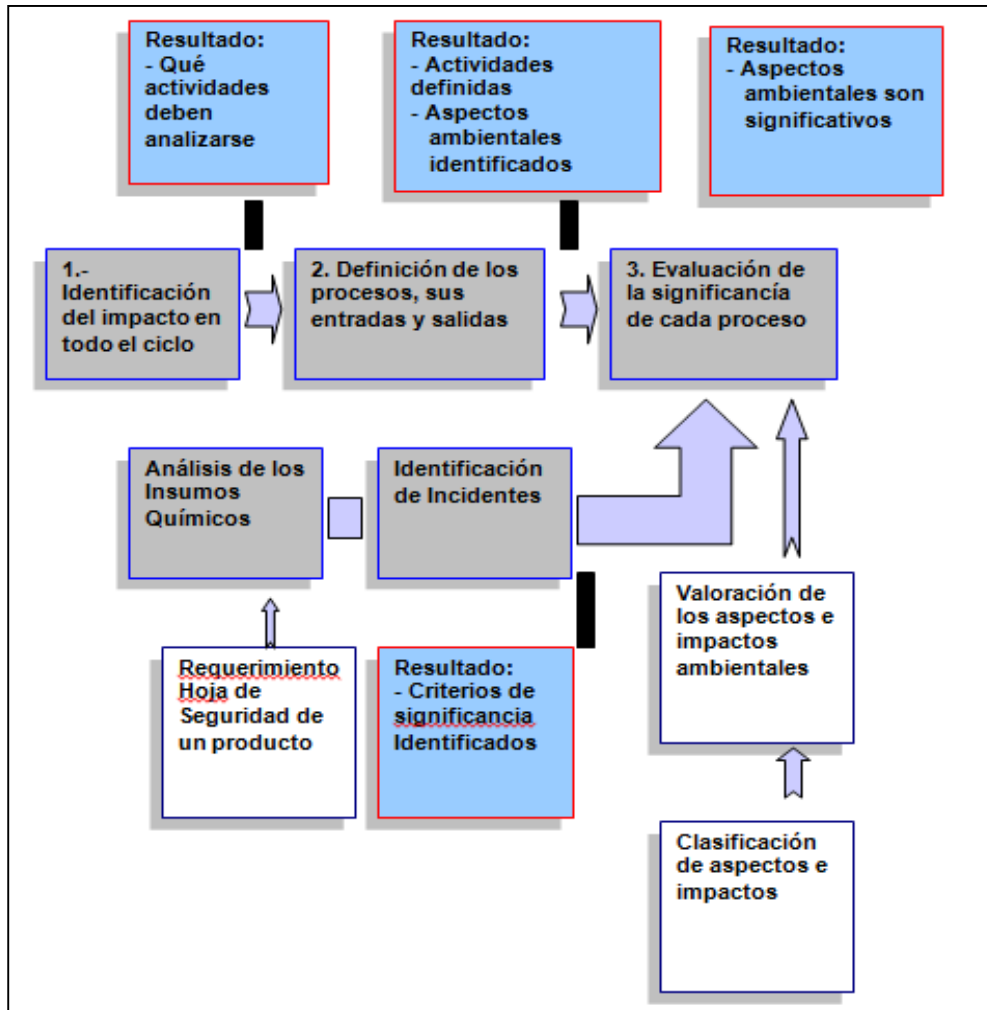 Resultado:
- Qué
actividades
deben
analizarse
Resultado:
- Actividades
definidas
- Aspectos
ambientales
identificados
Resultado:
- Aspectos
ambientales son
significativos
1.-
Identificación
del impacto en
todo el ciclo
2. Definición de los
procesos, sus
entradas y salidas
3. Evaluación de
la significancía
de cada proceso
Análisis de los
Insumos
Químicos
Identificación
de Incidentes
Valoración de
los aspectos e
impactos
ambientales
Requerimiento
Hoja de
Seguridad de
un producto
Resultado:
- Criterios de
significancia
Identificados
Clasificación
de aspectos e
impactos